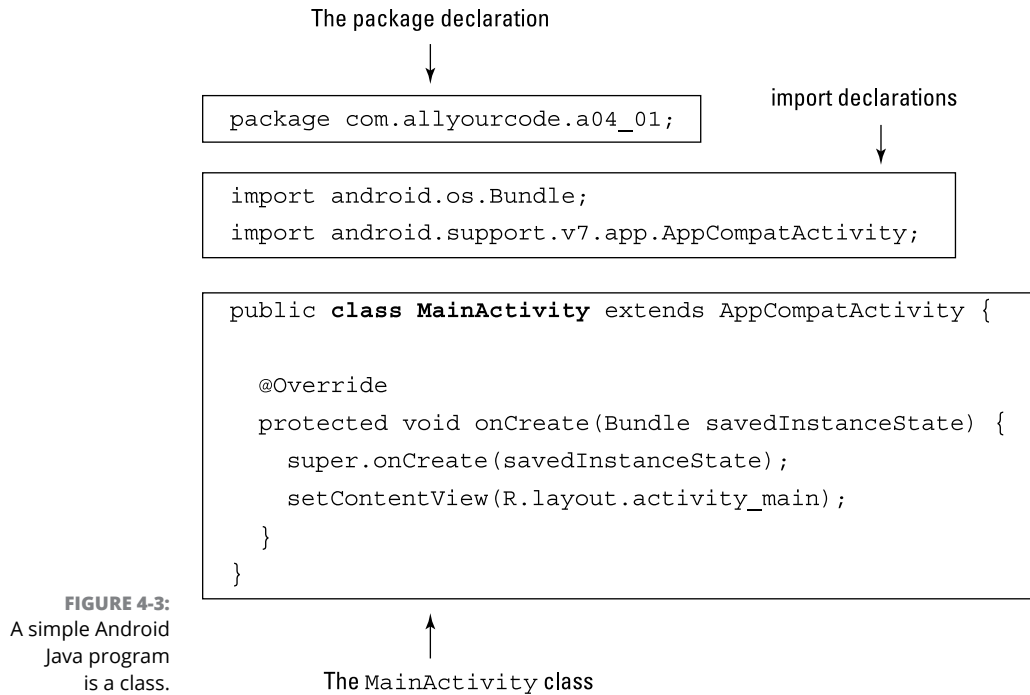 The package declaration
package com.allyourcode.a04_01;
import declarations
import android.os.Bundle;
import android.support.v7.app.AppCompatActivity;
public class MainActivity extends AppCompatActivity {
@Override
protected void onCreate(Bundle savedInstanceState) {
super.onCreate(savedInstanceState);
setContentView(R.layout.activity_main);
}
}
The MainActivity class
FIGURE 4-3:
A simple Android
Java program
is a class.